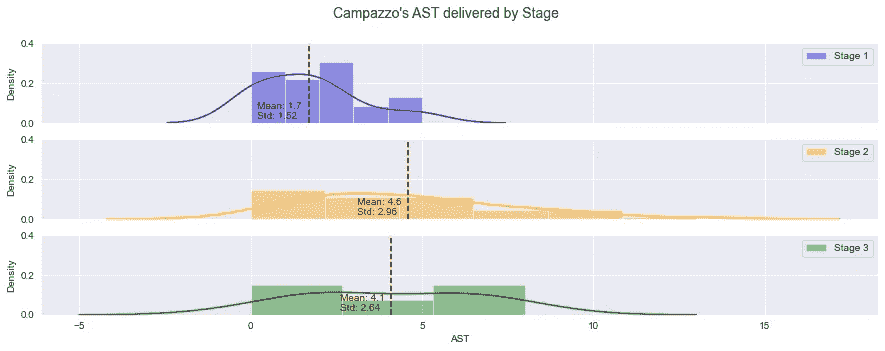 Campazzo's AST delivered by Stage
0.4
0.2
0.0
Density
Stage 1
Mean: 1.7
Std: 1.52
0.4
0.2
0.0
Density
Stage 2
Mean: 4.6
Std: 2.96
0.4
0.2
0.0
Density
Stage 3
Mean: 4.1
Std: 2.64
−5
0
5
10
15
AST